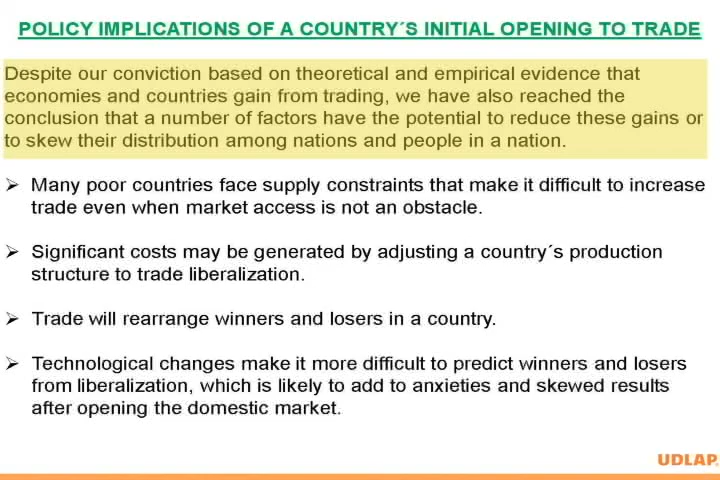 POLICY IMPLICATIONS OF A COUNTRY´S INITIAL OPENING TO TRADE
Despite our conviction based on theoretical and empirical evidence that
economies and countries gain from trading, we have also reached the
conclusion that a number of factors have the potential to reduce these gains or
to skew their distribution among nations and people in a nation.
➢ Many poor countries face supply constraints that make it difficult to increase
trade even when market access is not an obstacle.
➢ Significant costs may be generated by adjusting a country´s production
structure to trade liberalization.
➢ Trade will rearrange winners and losers in a country.
➢ Technological changes make it more difficult to predict winners and losers
from liberalization, which is likely to add to anxieties and skewed results
after opening the domestic market.
UDLAP